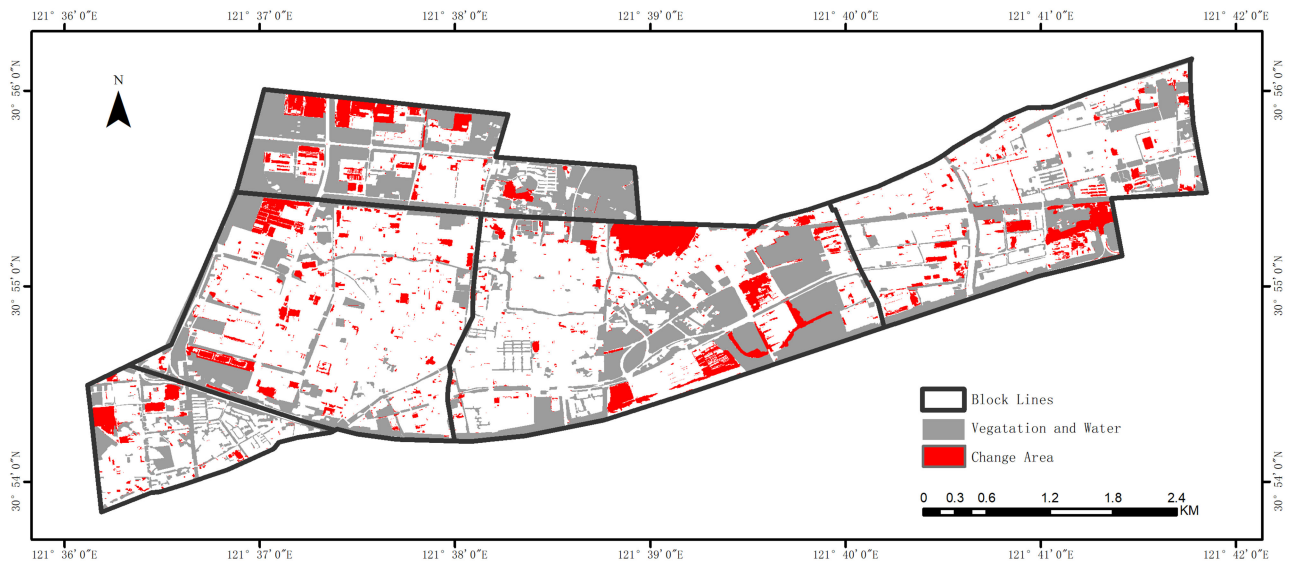 121° 36′ 0″E 121° 37′ 0″E 121° 38′ 0″E 121° 39′ 0″E 121° 40′ 0″E 121° 41′ 0″E 121° 42′ 0″E
N
30° 56′ 0″N 30° 56′ 0″N
30° 55′ 0″N 30° 55′ 0″N
30° 54′ 0″N 30° 54′ 0″N
Block Lines
Vegatation and Water
Change Area
0 0.3 0.6 1.2 1.8 2.4
KM
121° 36′ 0″E 121° 37′ 0″E 121° 38′ 0″E 121° 39′ 0″E 121° 40′ 0″E 121° 41′ 0″E 121° 42′ 0″E